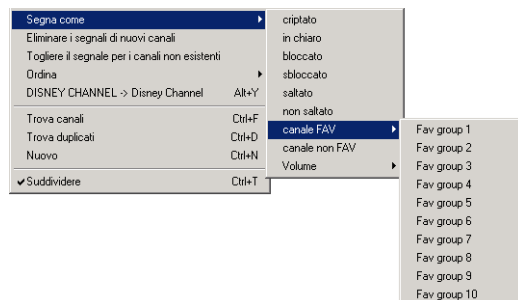 Segna come
Eliminare i segnali di nuovi canali
Togliere il segnale per i canali non esistenti
Ordina
DISNEY CHANNEL -> Disney Channel Alt+Y
Trova canali Ctrl+F
Trova duplicati Ctrl+D
Nuovo Ctrl+N
Suddividere Ctrl+T
criptato
in chiaro
bloccato
sbloccato
saltato
non saltato
canale FAV
canale non FAV
Volume
Fav group 1
Fav group 2
Fav group 3
Fav group 4
Fav group 5
Fav group 6
Fav group 7
Fav group 8
Fav group 9
Fav group 10